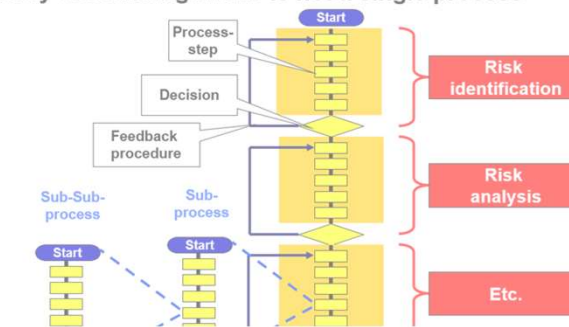 Start
Process-
step
Risk
identification
Decision
Feedback
procedure
Risk
analysis
Sub-Sub-
process
Sub-
process
Start
Start
Etc.